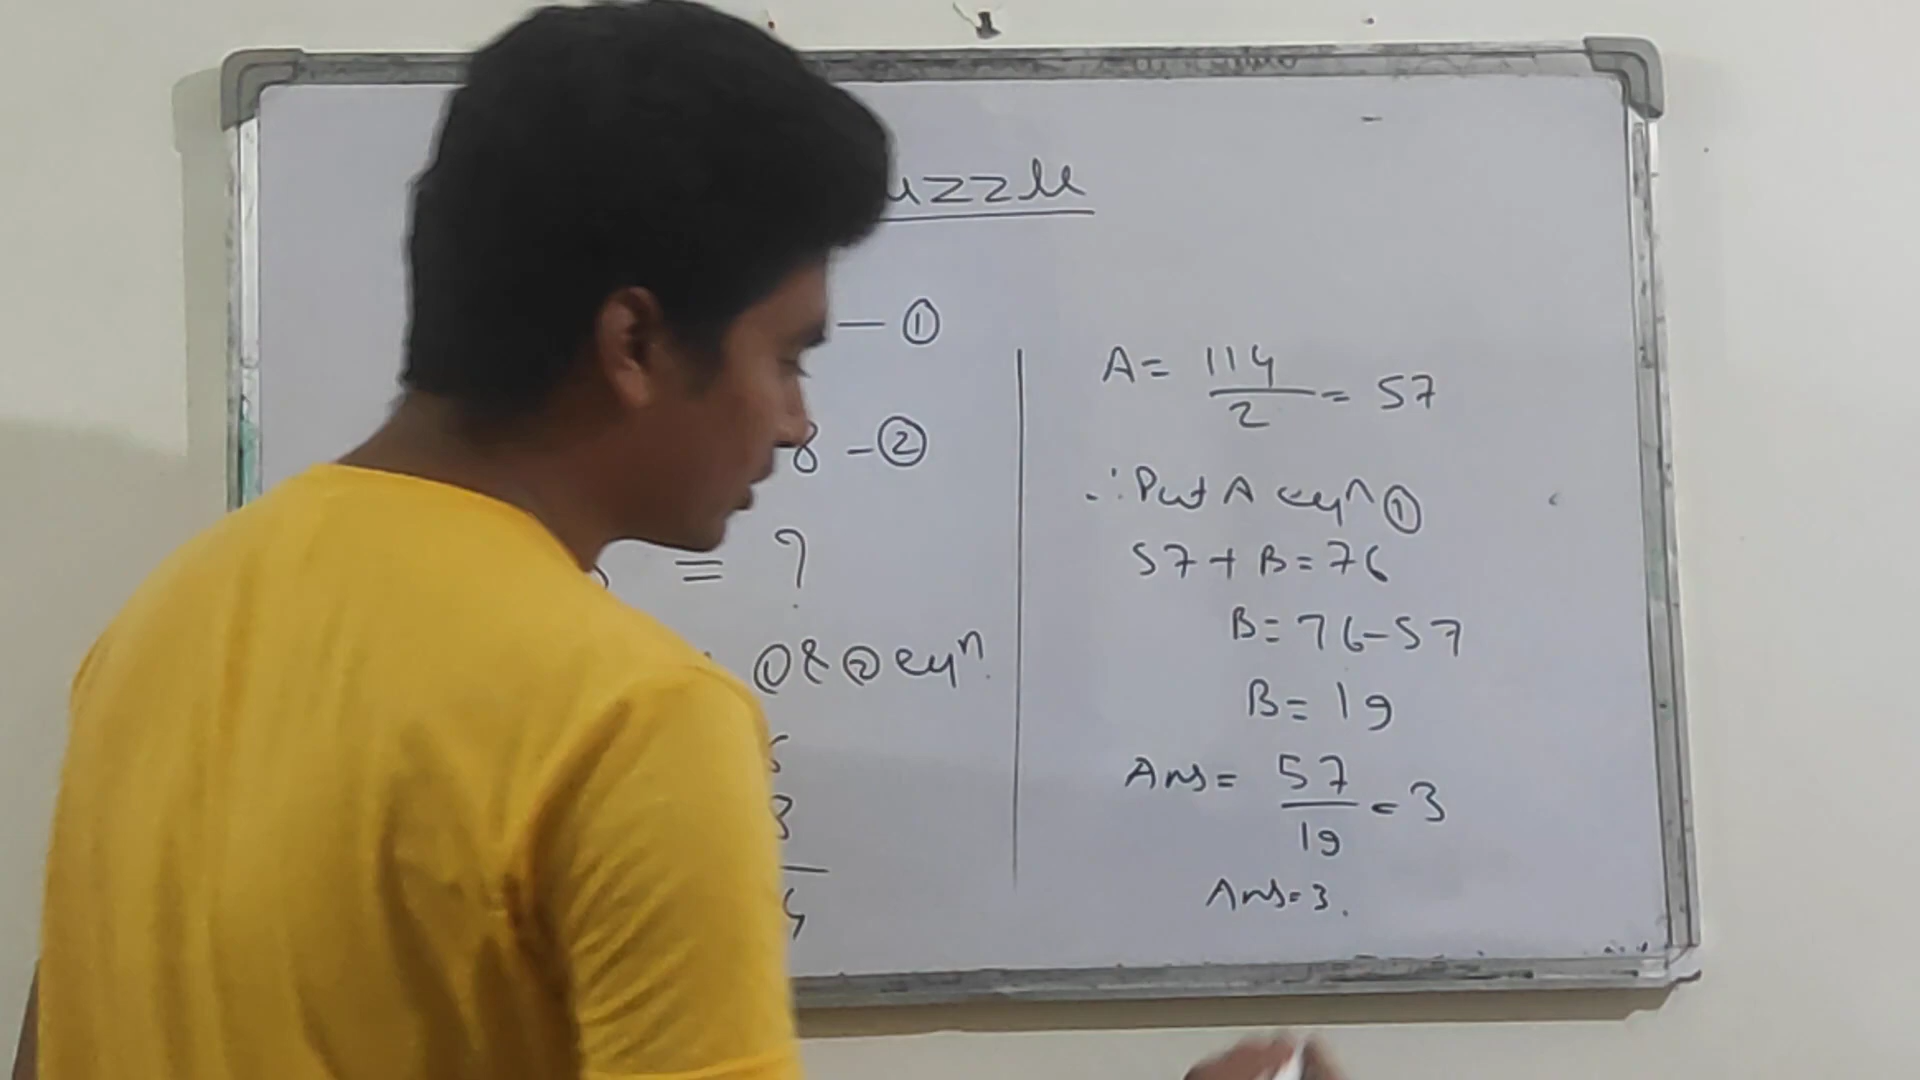 uzzle
— ①
8 - ②
= ?
① & ② eqn.
A = 114/2 = 57
∴ Put A eqn ①
57 + B = 76
B = 76 - 57
B = 19
Ans = 57/19 = 3
Ans = 3.